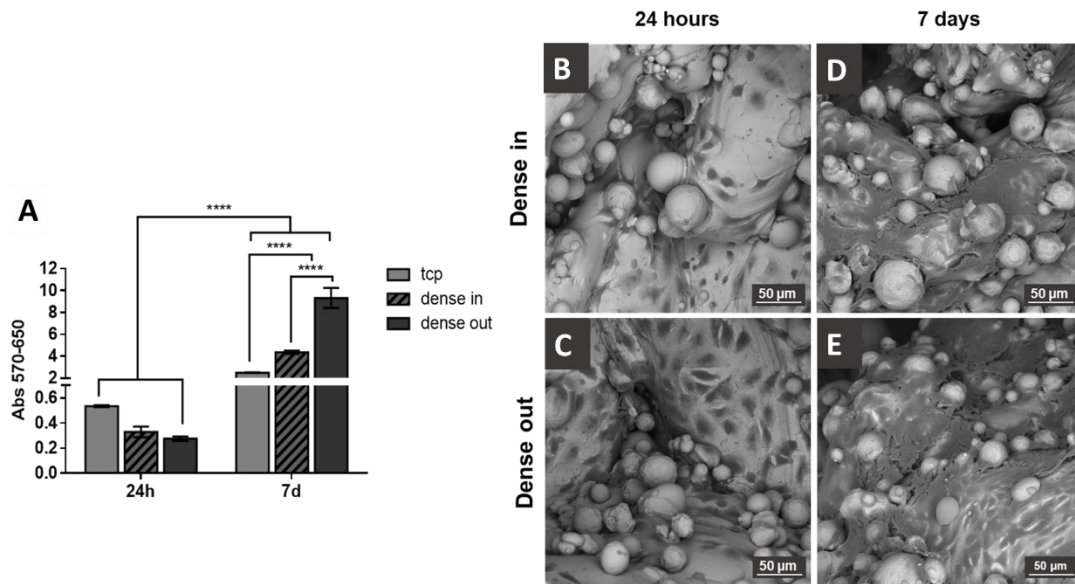 24 hours
7 days
Dense in
Dense out
A
****
****
****
Abs 570-650
12
10
8
6
4
2
0.6
0.4
0.2
0.0
24h
7d
tcp
dense in
dense out
B
50 µm
D
50 µm
C
50 µm
E
50 µm